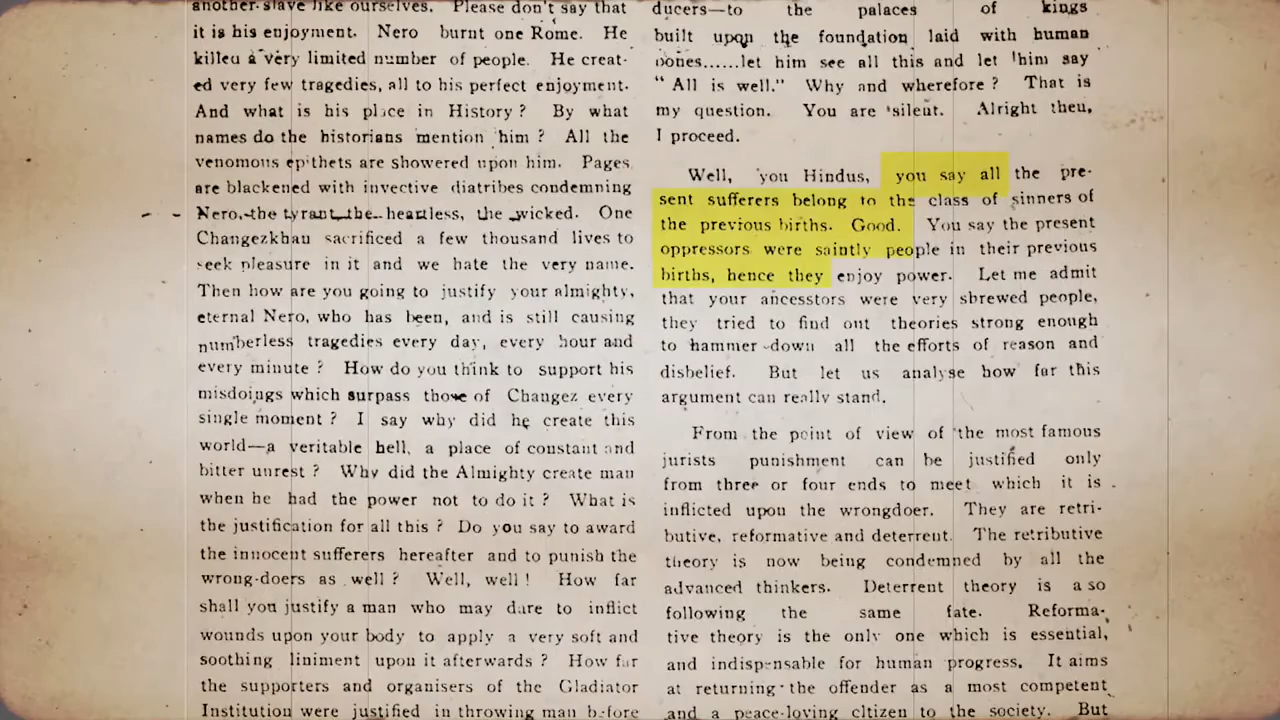 another slave like ourselves. Please don't say that
it is his enjoyment. Nero burnt one Rome. He
killed a very limited number of people. He creat-
ed very few tragedies, all to his perfect enjoyment.
And what is his place in History? By what
names do the historians mention him? All the
venomous epithets are showered upon him. Pages
are blackened with invective diatribes condemning
Nero, the tyrant, the heartless, the wicked. One
Changezkhan sacrificed a few thousand lives to
seek pleasure in it and we hate the very name.
Then how are you going to justify your almighty,
eternal Nero, who has been, and is still causing
numberless tragedies every day, every hour and
every minute? How do you think to support his
misdoings which surpass those of Changez every
single moment? I say why did he create this
world—a veritable hell, a place of constant and
bitter unrest? Why did the Almighty create man
when he had the power not to do it? What is
the justification for all this? Do you say to award
the innocent sufferers hereafter and to punish the
wrong-doers as well? Well, well! How far
shall you justify a man who may dare to inflict
wounds upon your body to apply a very soft and
soothing liniment upon it afterwards? How far
the supporters and organisers of the Gladiator
Institution were justified in throwing man before
ducers—to the palaces of kings
built upon the foundation laid with human
bones......let him see all this and let him say
"All is well." Why and wherefore? That is
my question. You are silent. Alright then,
I proceed.
Well, you Hindus, you say all the pre-
sent sufferers belong to the class of sinners of
the previous births. Good. You say the present
oppressors were saintly people in their previous
births, hence they enjoy power. Let me admit
that your ancesstors were very shrewed people,
they tried to find out theories strong enough
to hammer down all the efforts of reason and
disbelief. But let us analyse how far this
argument can really stand.
From the point of view of the most famous
jurists punishment can be justified only
from three or four ends to meet which it is
inflicted upon the wrongdoer. They are retri-
butive, reformative and deterrent. The retributive
theory is now being condemned by all the
advanced thinkers. Deterrent theory is a so
following the same fate. Reforma-
tive theory is the only one which is essential,
and indispensable for human progress. It aims
at returning the offender as a most competent
and a peace-loving citizen to the society. But